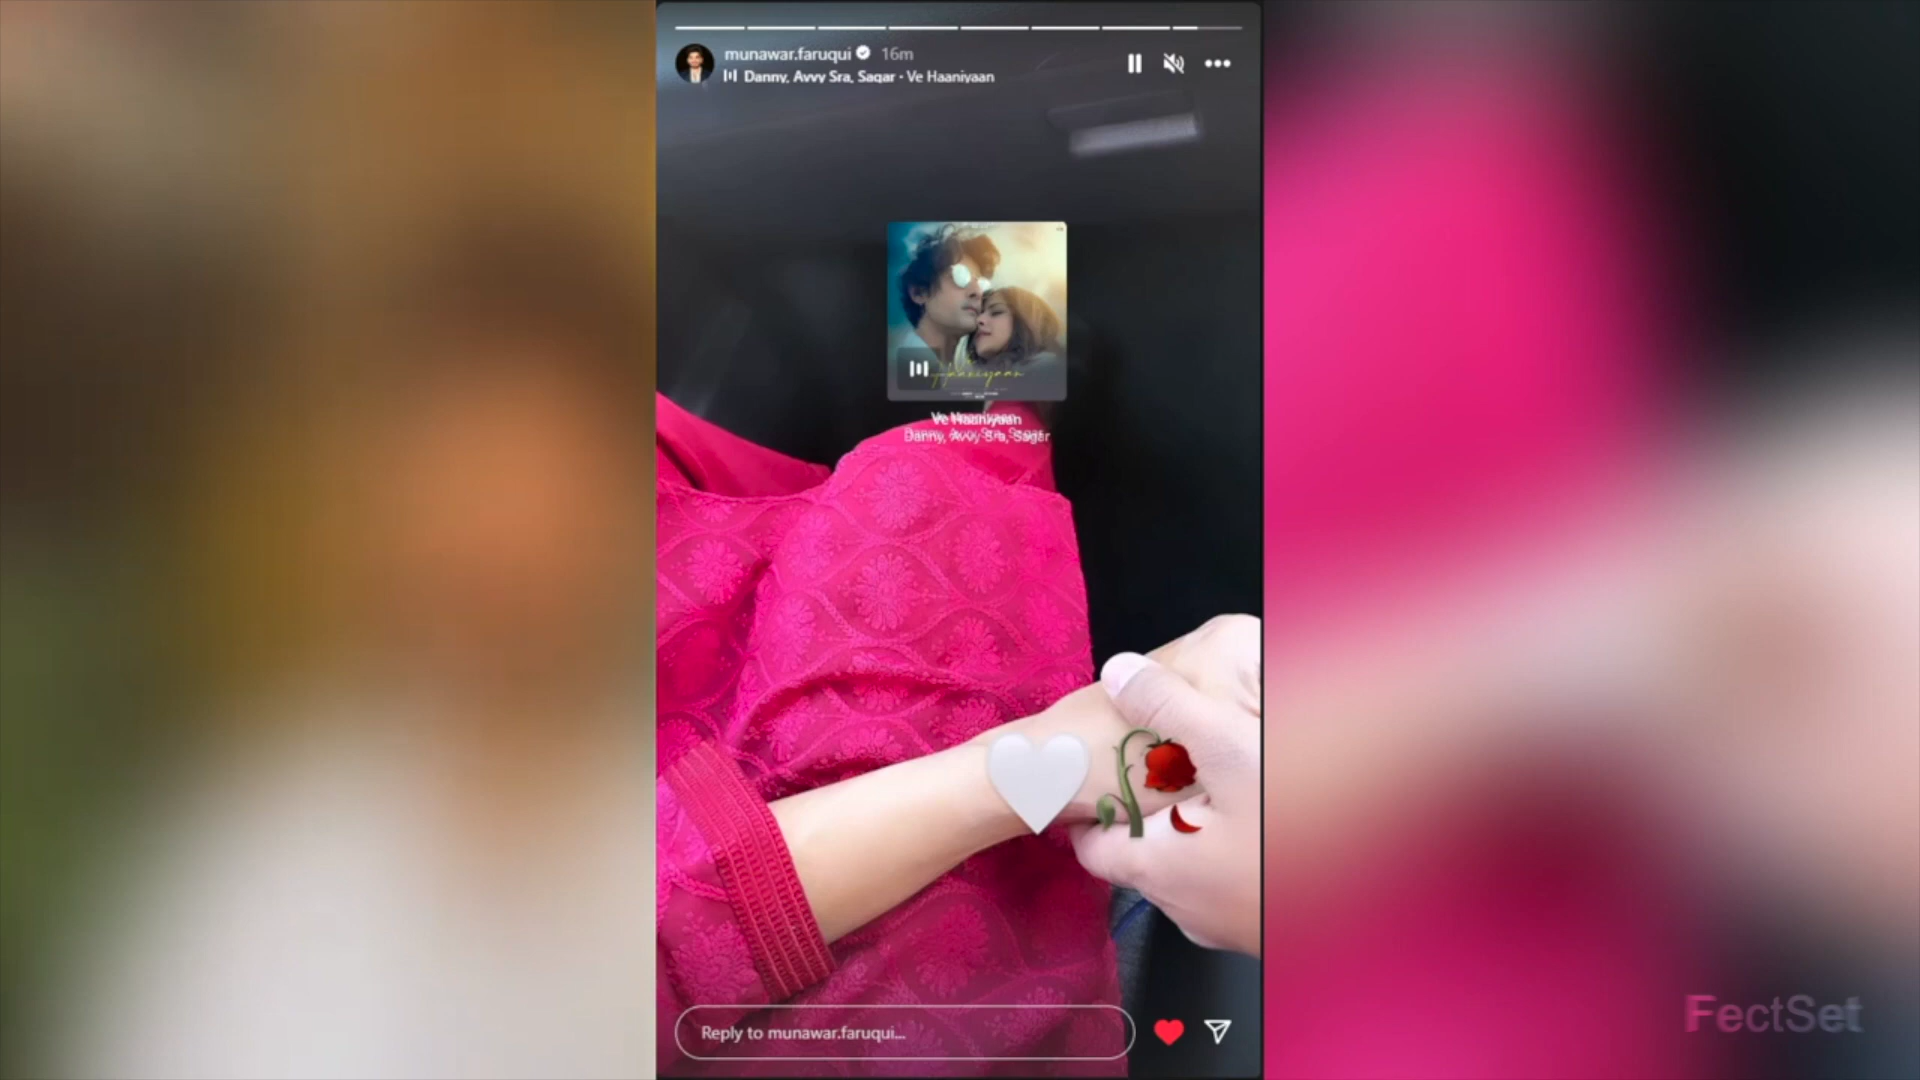 munawar.faruqui 16m
Danny, Avvy Sra, Sagar · Ve Haaniyaan
Haaniyaan
Ve Haaniyaan
Danny, Avvy Sra, Sagar
Reply to munawar.faruqui...
FectSet